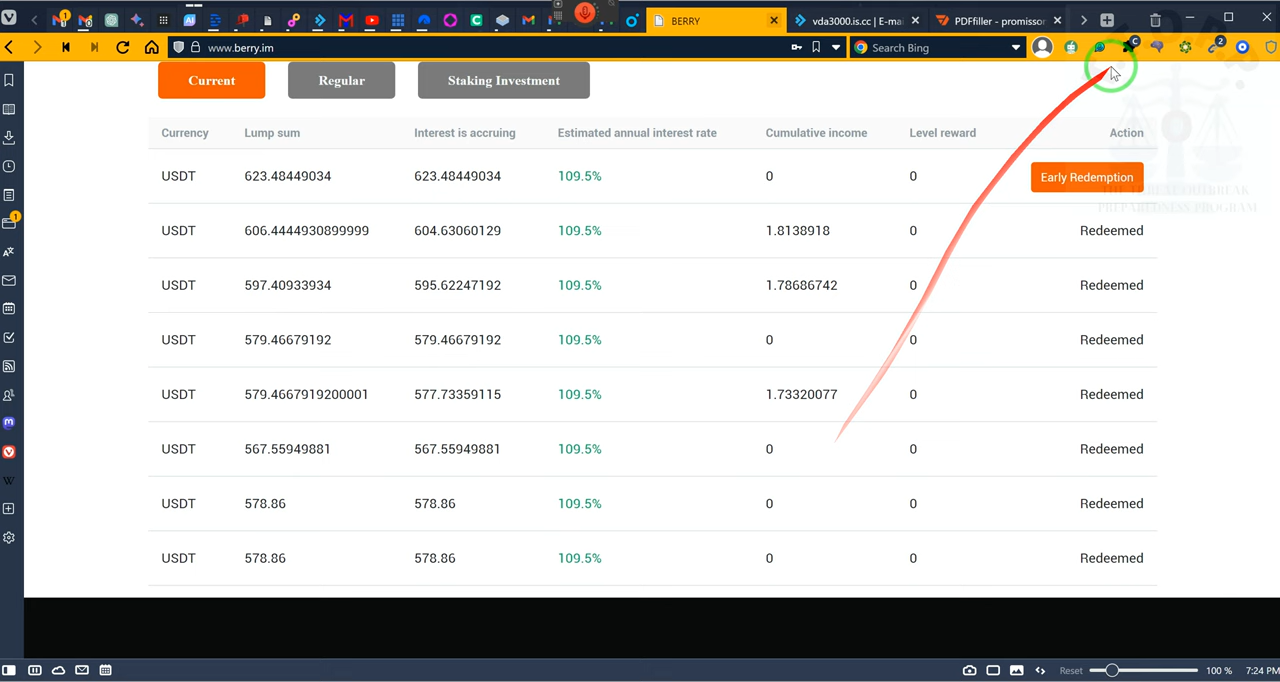 BERRY
vda3000.is.cc | E-mai
PDFfiller - promissor
www.berry.im
Search Bing
C
2
Current
Regular
Staking Investment
Currency Lump sum Interest is accruing Estimated annual interest rate Cumulative income Level reward Action
USDT 623.48449034 623.48449034 109.5% 0 0 Early Redemption
USDT 606.4444930899999 604.63060129 109.5% 1.8138918 0 Redeemed
USDT 597.40933934 595.62247192 109.5% 1.78686742 0 Redeemed
USDT 579.46679192 579.46679192 109.5% 0 0 Redeemed
USDT 579.4667919200001 577.73359115 109.5% 1.73320077 0 Redeemed
USDT 567.55949881 567.55949881 109.5% 0 0 Redeemed
USDT 578.86 578.86 109.5% 0 0 Redeemed
USDT 578.86 578.86 109.5% 0 0 Redeemed
PREPAREDNESS PROGRAM
Reset
100 %
7:24 PM